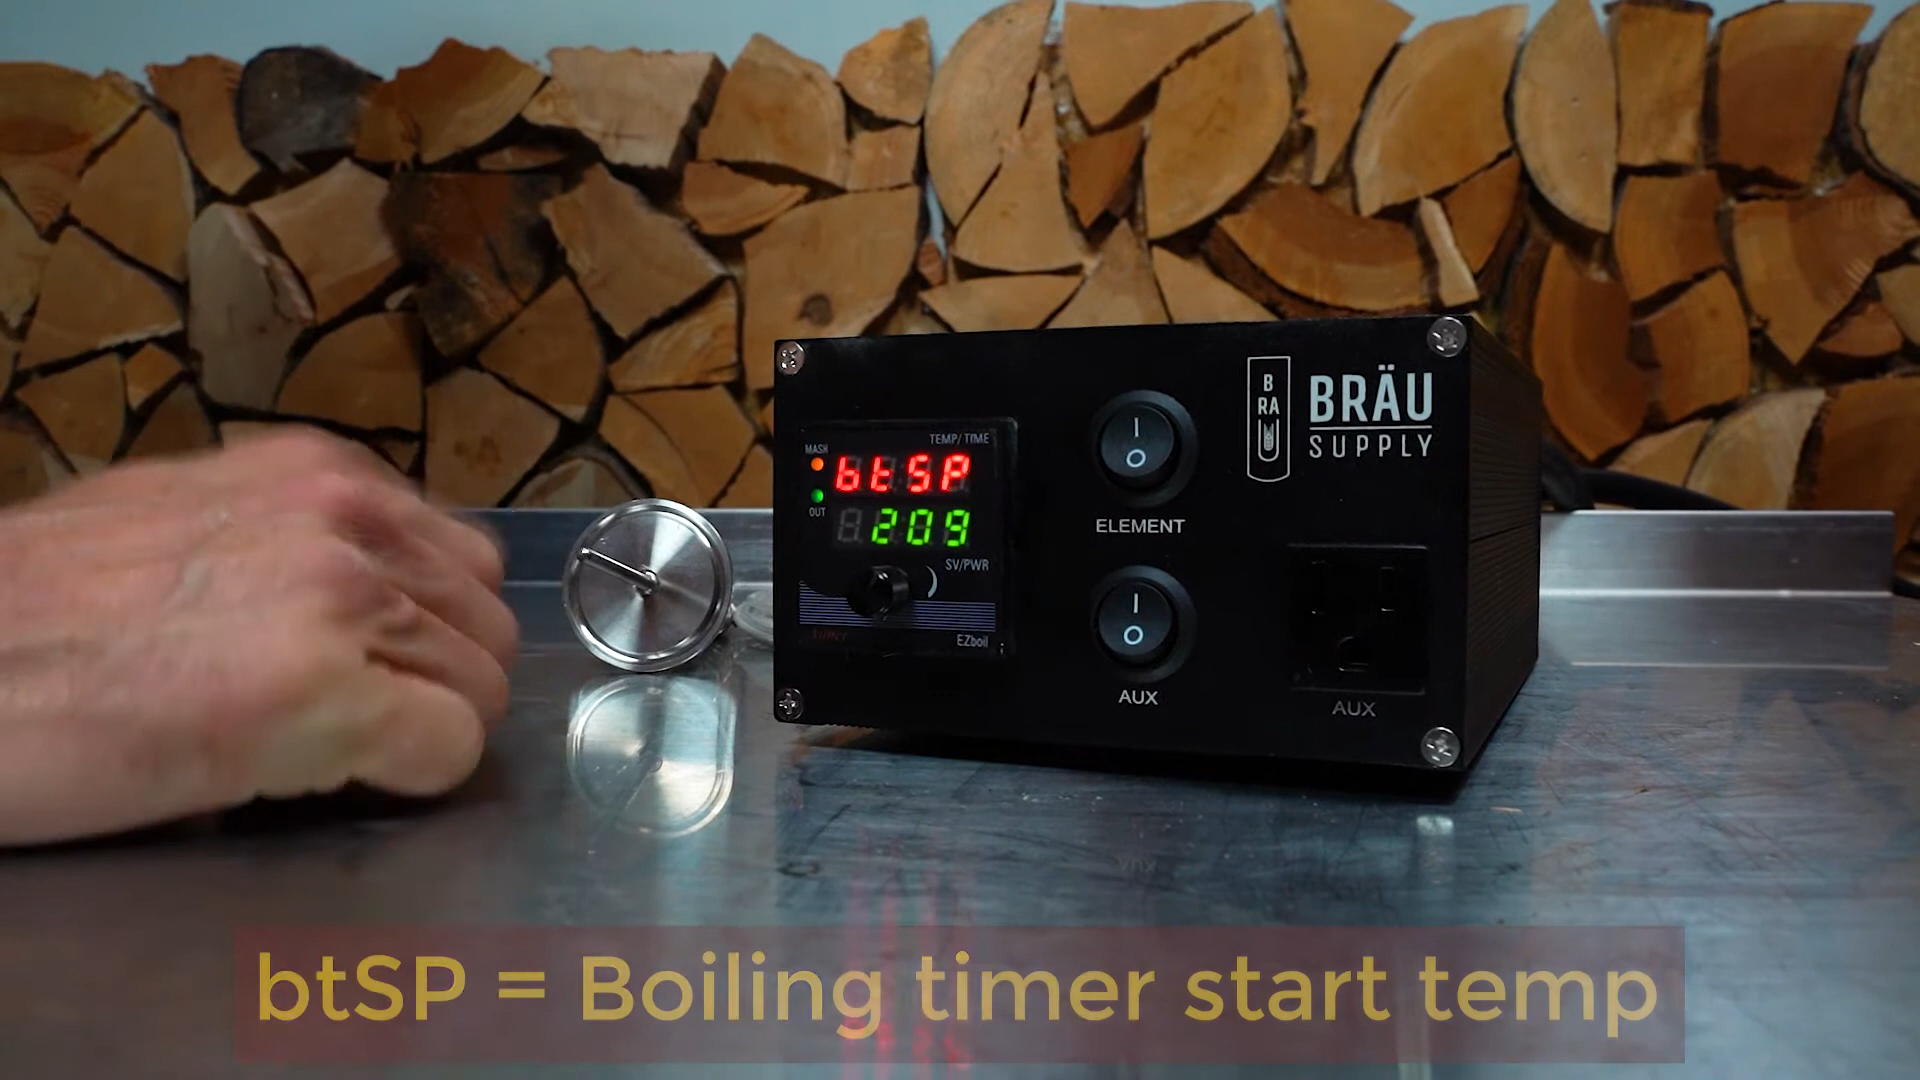 TEMP/TIME
MASH
btSP
OUT
209
SV/PWR
EZboil
I
O
ELEMENT
I
O
AUX
B
RA
U
BRÄU
SUPPLY
AUX
btSP = Boiling timer start temp